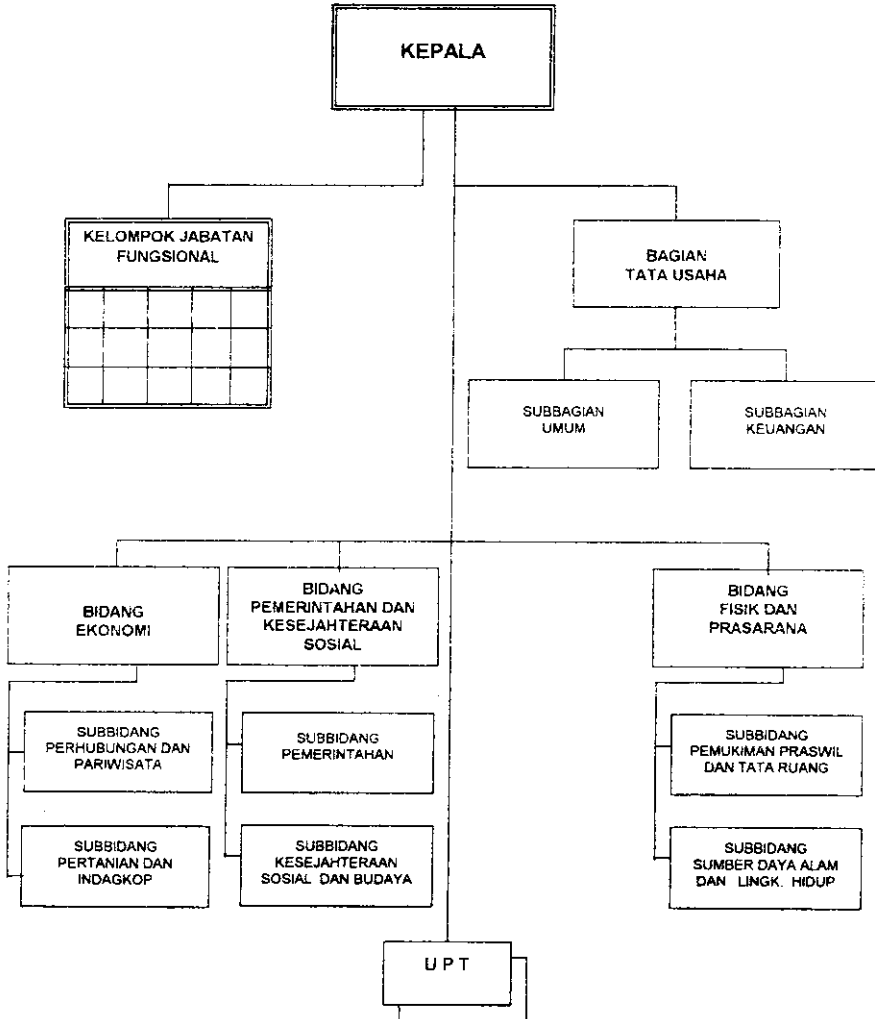 KEPALA
KELOMPOK JABATAN
FUNGSIONAL
BAGIAN
TATA USAHA
SUBBAGIAN
UMUM
SUBBAGIAN
KEUANGAN
BIDANG
EKONOMI
BIDANG
PEMERINTAHAN DAN
KESEJAHTERAAN
SOSIAL
BIDANG
FISIK DAN
PRASARANA
SUBBIDANG
PERHUBUNGAN DAN
PARIWISATA
SUBBIDANG
PEMERINTAHAN
SUBBIDANG
PEMUKIMAN PRASWIL
DAN TATA RUANG
SUBBIDANG
PERTANIAN DAN
INDAGKOP
SUBBIDANG
KESEJAHTERAAN
SOSIAL DAN BUDAYA
SUBBIDANG
SUMBER DAYA ALAM
DAN LINGK. HIDUP
U P T